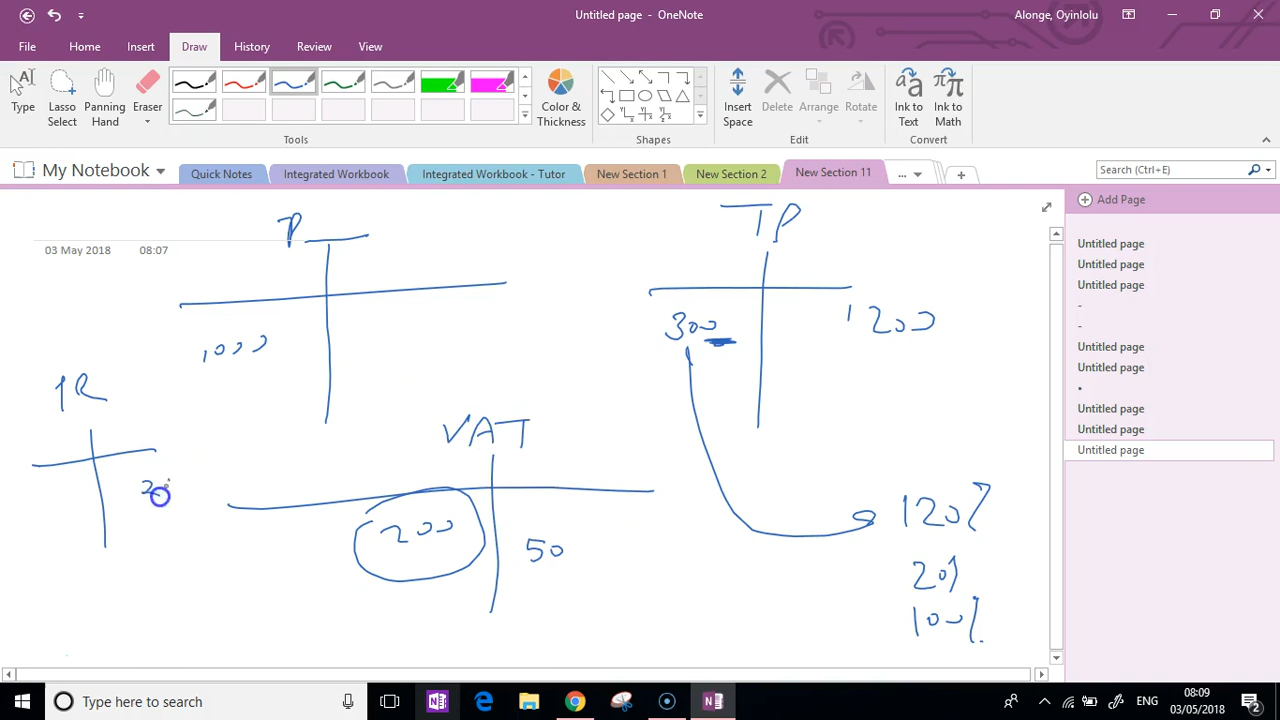 Untitled page - OneNote
Alonge, Oyinlolu
File
Home
Insert
Draw
History
Review
View
Type
Lasso Select
Panning Hand
Eraser
Color & Thickness
Insert Space
Delete
Arrange
Rotate
Ink to Text
Ink to Math
Tools
Shapes
Edit
Convert
My Notebook
Quick Notes
Integrated Workbook
Integrated Workbook - Tutor
New Section 1
New Section 2
New Section 11
...
Search (Ctrl+E)
03 May 2018
08:07
P
TP
1000
300
1200
VAT
200
50
120%
20%
100%
Add Page
Untitled page
Untitled page
Untitled page
-
-
Untitled page
Untitled page
•
Untitled page
Untitled page
Untitled page
Type here to search
ENG
08:09
03/05/2018
2